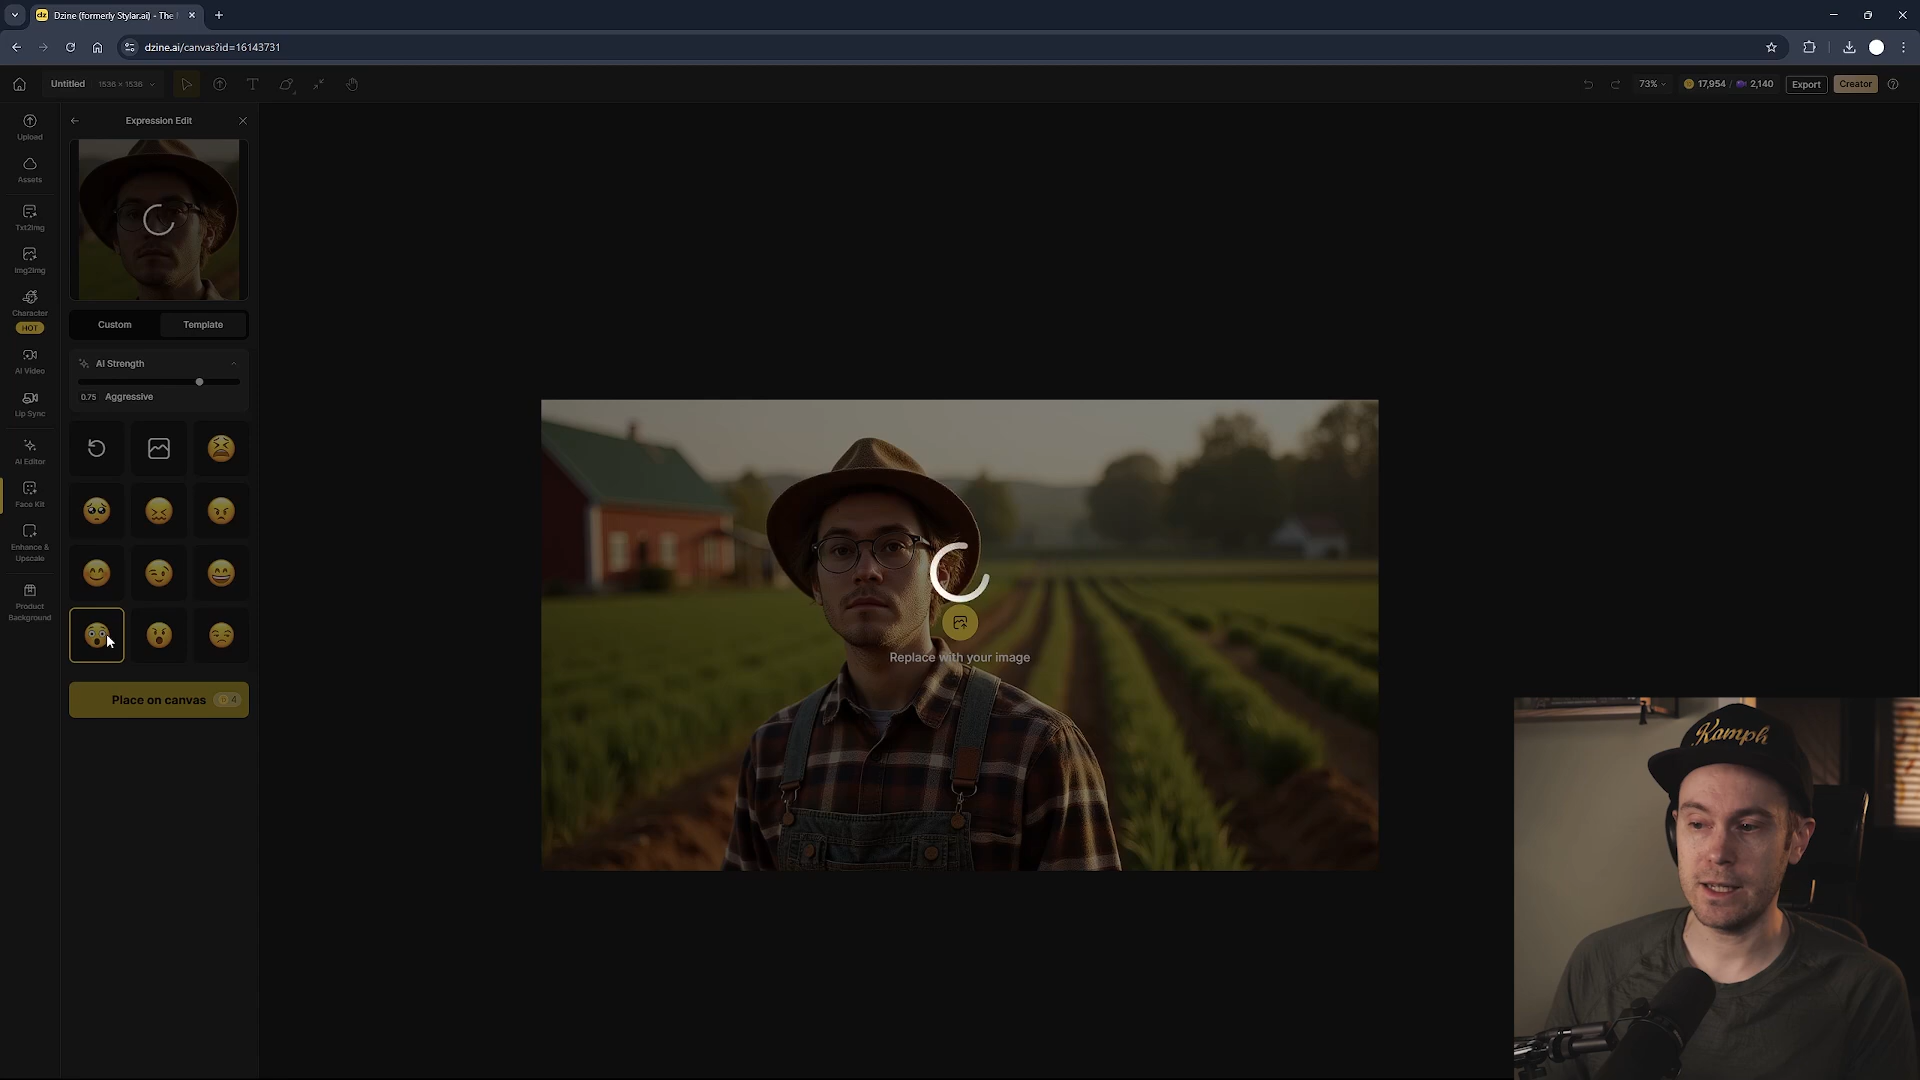 Dzine (formerly Stylar.ai) - The
dzine.ai/canvas?id=16143731
Untitled 1536 × 1536
73% 17,954 / 2,140 Export Creator
Upload
Assets
Txt2Img
Img2Img
Character
HOT
AI Video
Lip Sync
AI Editor
Face Kit
Enhance &
Upscale
Product
Background
Expression Edit
Custom Template
AI Strength
0.75 Aggressive
Place on canvas 4
Replace with your image
Kamph